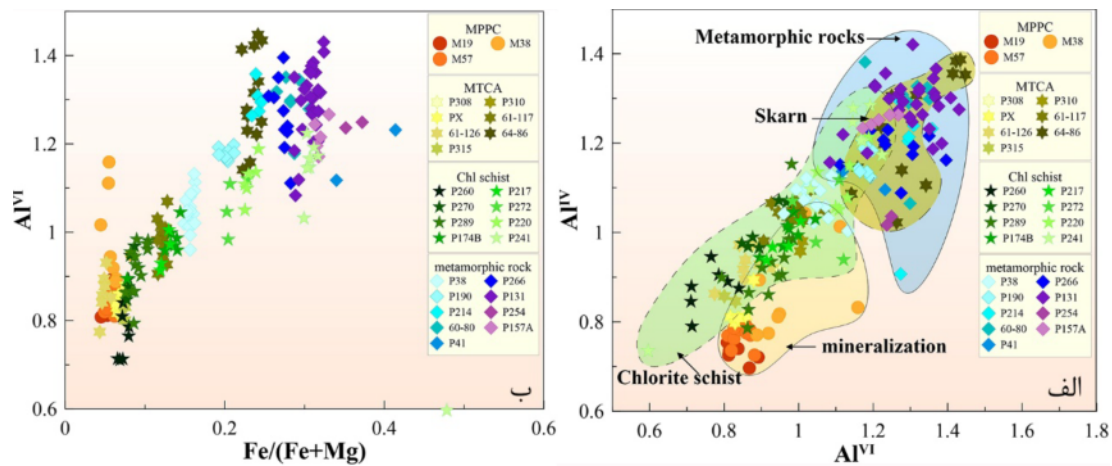 Al^VI
1.4
1.2
1
0.8
0.6
0
0.2
0.4
0.6
Fe/(Fe+Mg)
ب
MPPC
M19 M38
M57
MTCA
P308 P310
PX 61-117
61-126 64-86
P315
Chl schist
P260 P217
P270 P272
P289 P220
P174B P241
metamorphic rock
P38 P266
P190 P131
P214 P254
60-80 P157A
P41
Al^IV
1.4
1.2
1
0.8
0.6
0.6
0.8
1
1.2
1.4
1.6
1.8
Al^VI
الف
Metamorphic rocks
Skarn
mineralization
Chlorite schist
MPPC
M19 M38
M57
MTCA
P308 P310
PX 61-117
61-126 64-86
P315
Chl schist
P260 P217
P270 P272
P289 P220
P174B P241
metamorphic rock
P38 P266
P190 P131
P214 P254
60-80 P157A
P41